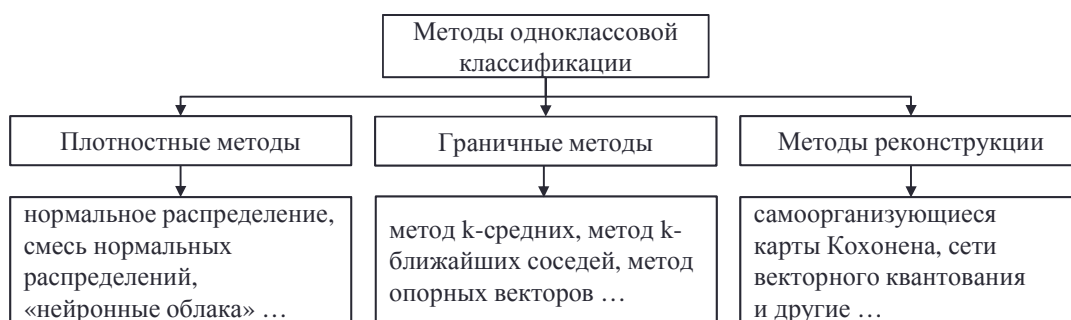 Методы одноклассовой
классификации
Плотностные методы
Граничные методы
Методы реконструкции
нормальное распределение,
смесь нормальных
распределений,
«нейронные облака» …
метод k-средних, метод k-
ближайших соседей, метод
опорных векторов …
самоорганизующиеся
карты Кохонена, сети
векторного квантования
и другие …